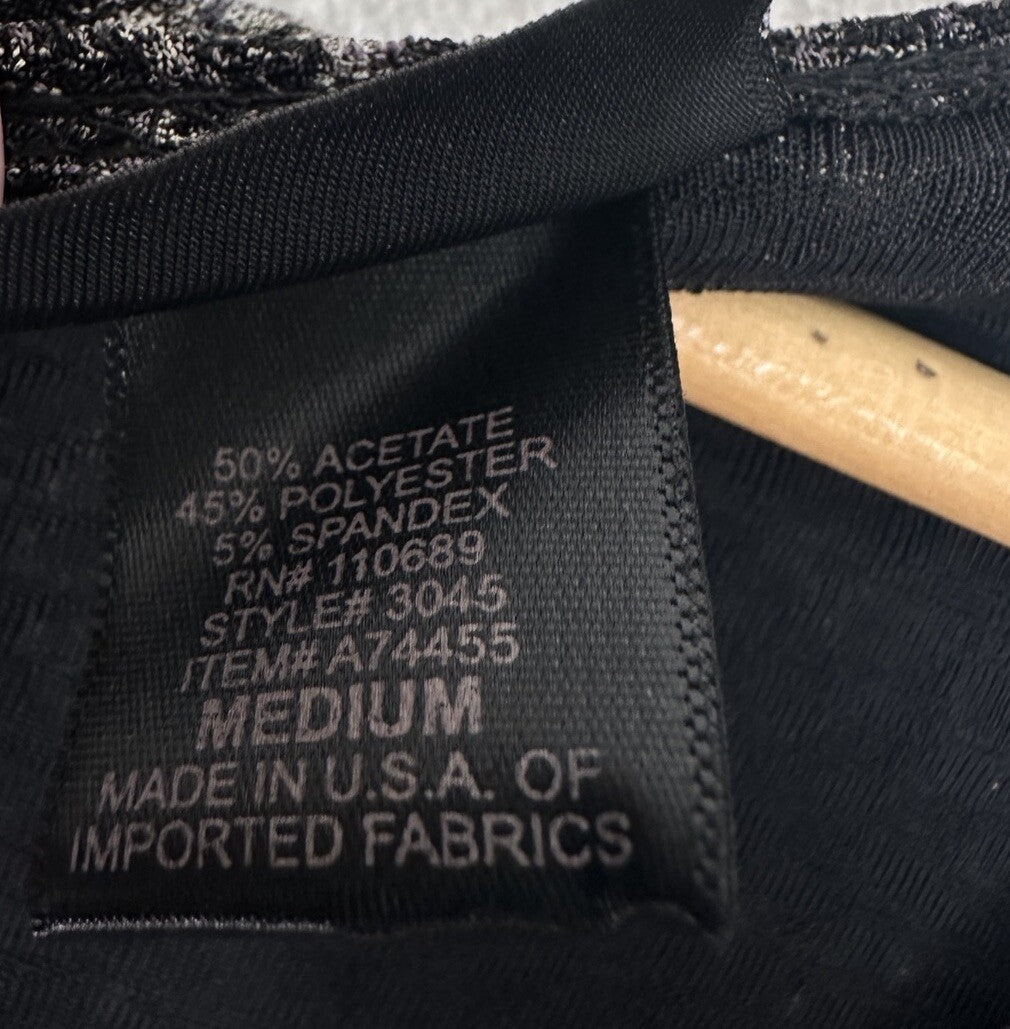 50% ACETATE
45% POLYESTER
5% SPANDEX
RN# 110689
STYLE# 3045
ITEM# A74455
MEDIUM
MADE IN U.S.A. OF
IMPORTED FABRICS